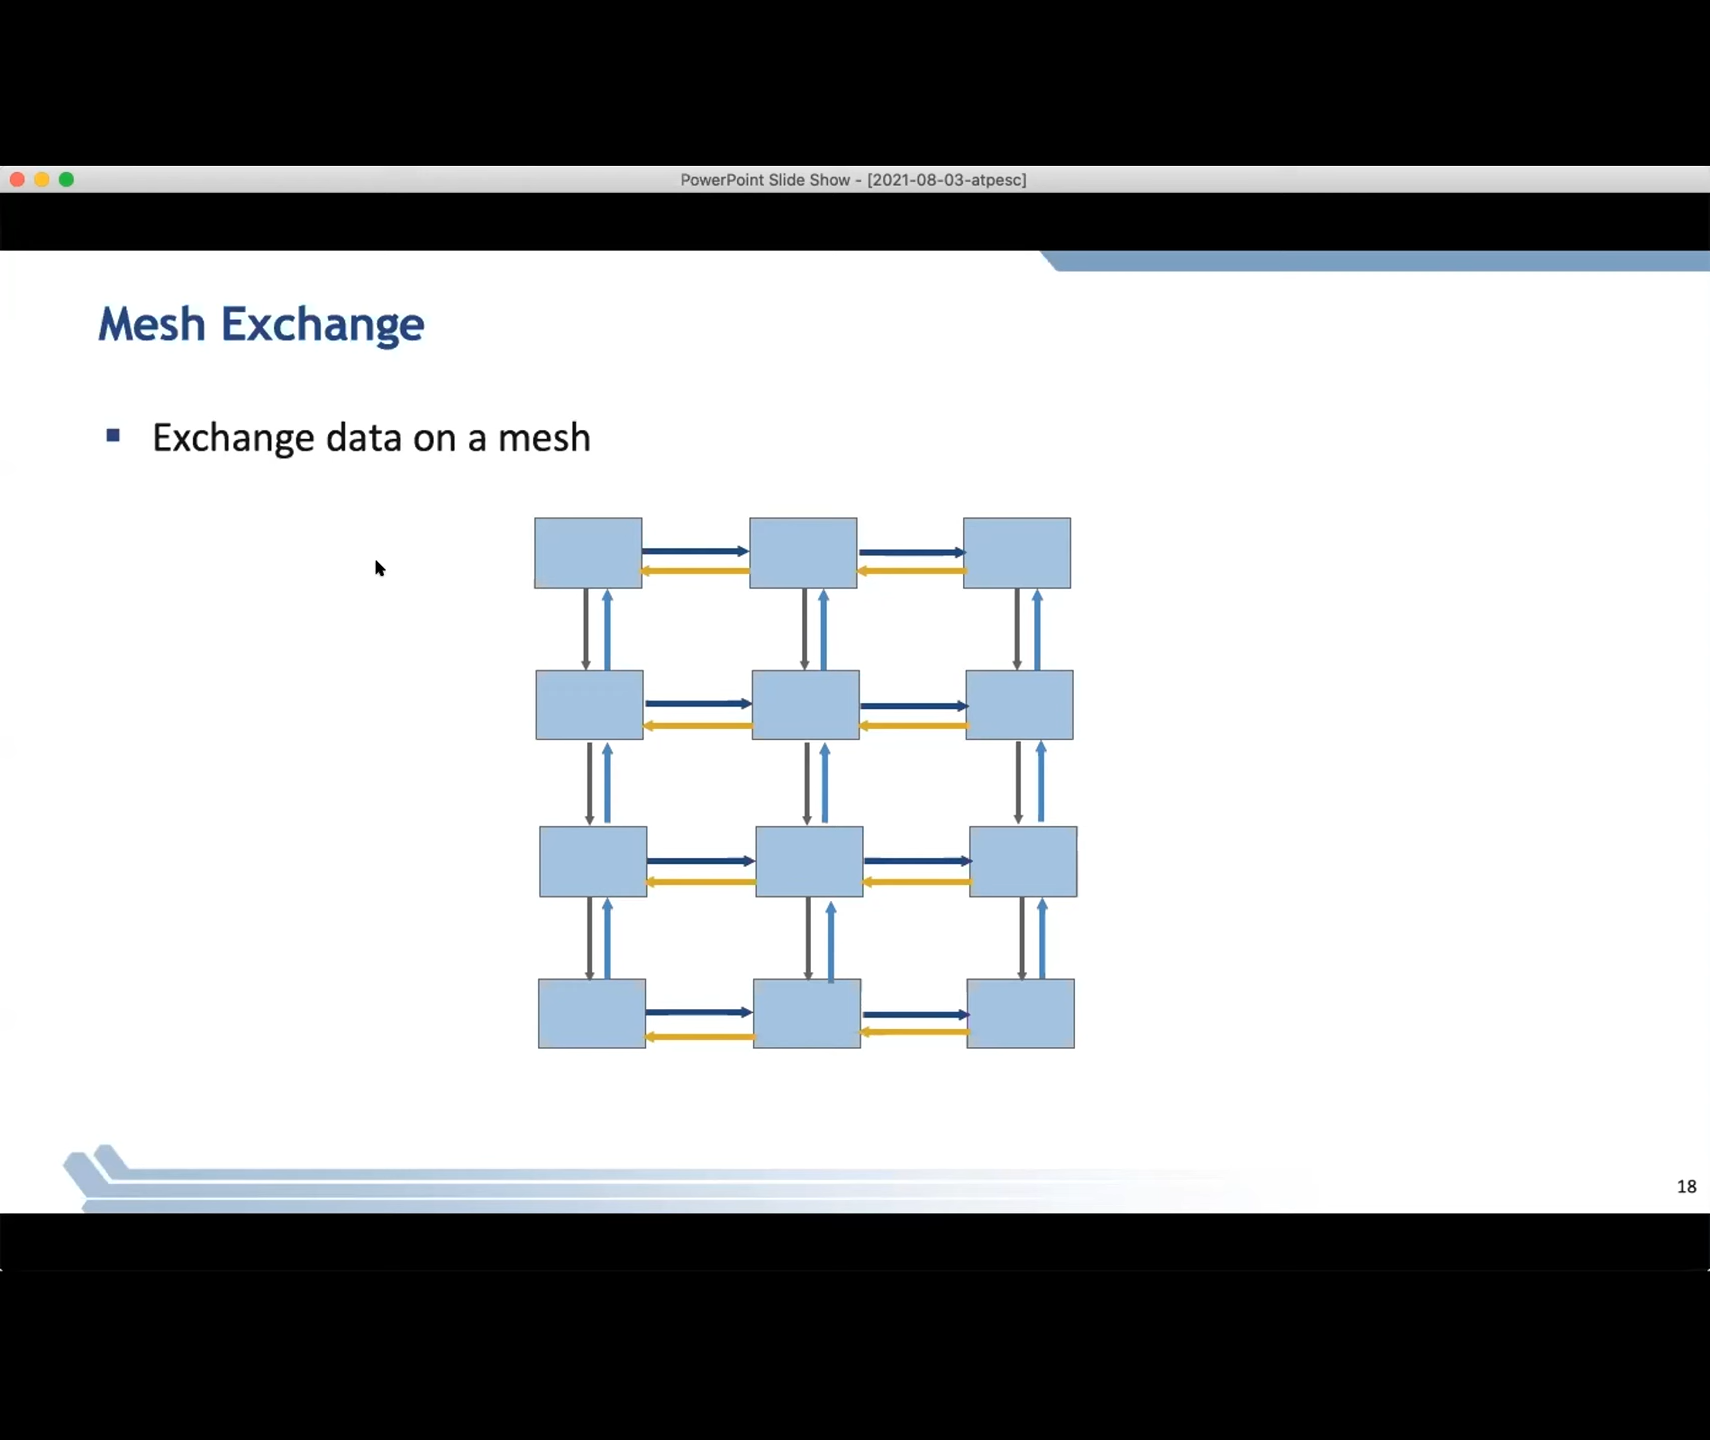 PowerPoint Slide Show - [2021-08-03-atpesc]
Mesh Exchange
Exchange data on a mesh
18